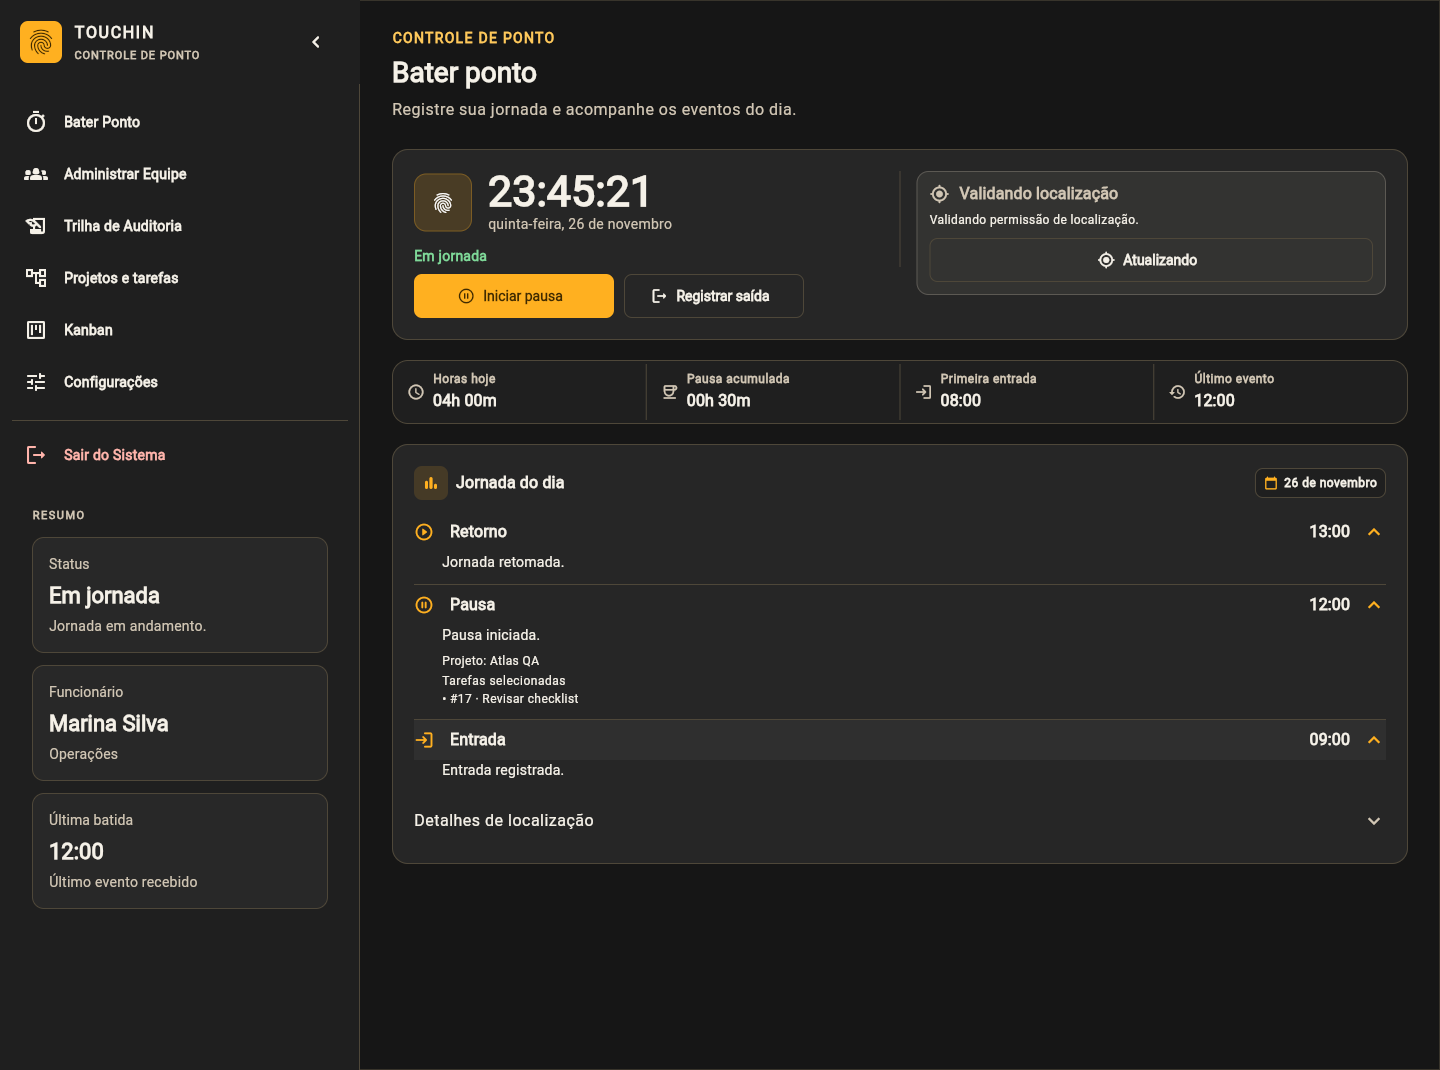 TOUCHIN
CONTROLE DE PONTO
Bater Ponto
Administrar Equipe
Trilha de Auditoria
Projetos e tarefas
Kanban
Configurações
Sair do Sistema
RESUMO
Status
Em jornada
Jornada em andamento.
Funcionário
Marina Silva
Operações
Última batida
12:00
Último evento recebido
CONTROLE DE PONTO
Bater ponto
Registre sua jornada e acompanhe os eventos do dia.
23:45:21
quinta-feira, 26 de novembro
Em jornada
Iniciar pausa
Registrar saída
Validando localização
Validando permissão de localização.
Atualizando
Horas hoje
04h 00m
Pausa acumulada
00h 30m
Primeira entrada
08:00
Último evento
12:00
Jornada do dia
26 de novembro
Retorno 13:00
Jornada retomada.
Pausa 12:00
Pausa iniciada.
Projeto: Atlas QA
Tarefas selecionadas
• #17 · Revisar checklist
Entrada 09:00
Entrada registrada.
Detalhes de localização